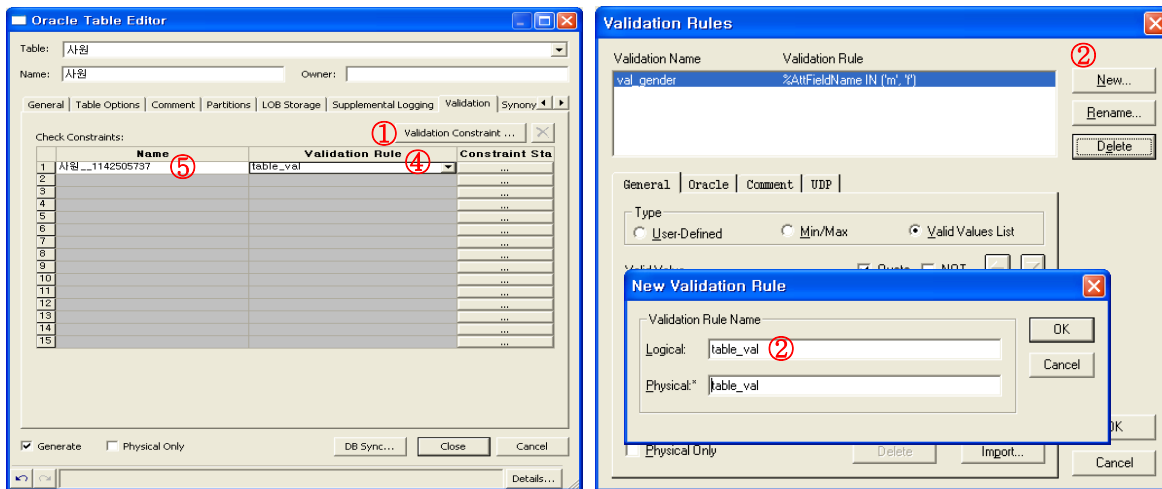 Oracle Table Editor
Table: 사원
Name: 사원 Owner:
General Table Options Comment Partitions LOB Storage Supplemental Logging Validation Synony
Check Constraints: ① Validation Constraint ...
Name Validation Rule Constraint Sta
1 사원__1142505737 ⑤ table_val ④ ...
2 ...
3 ...
4 ...
5 ...
6 ...
7 ...
8 ...
9 ...
10 ...
11 ...
12 ...
13 ...
14 ...
15 ...
Generate Physical Only DB Sync... Close Cancel
Details...
Validation Rules
Validation Name Validation Rule ②
val_gender %AttFieldName IN ('m', 'f') New...
Rename...
Delete
General Oracle Comment UDP
Type
User-Defined Min/Max Valid Values List
Valid Value Quote NOT
New Validation Rule
Validation Rule Name
Logical: table_val ② OK
Physical:* table_val Cancel
OK
Physical Only Delete Import...
Cancel